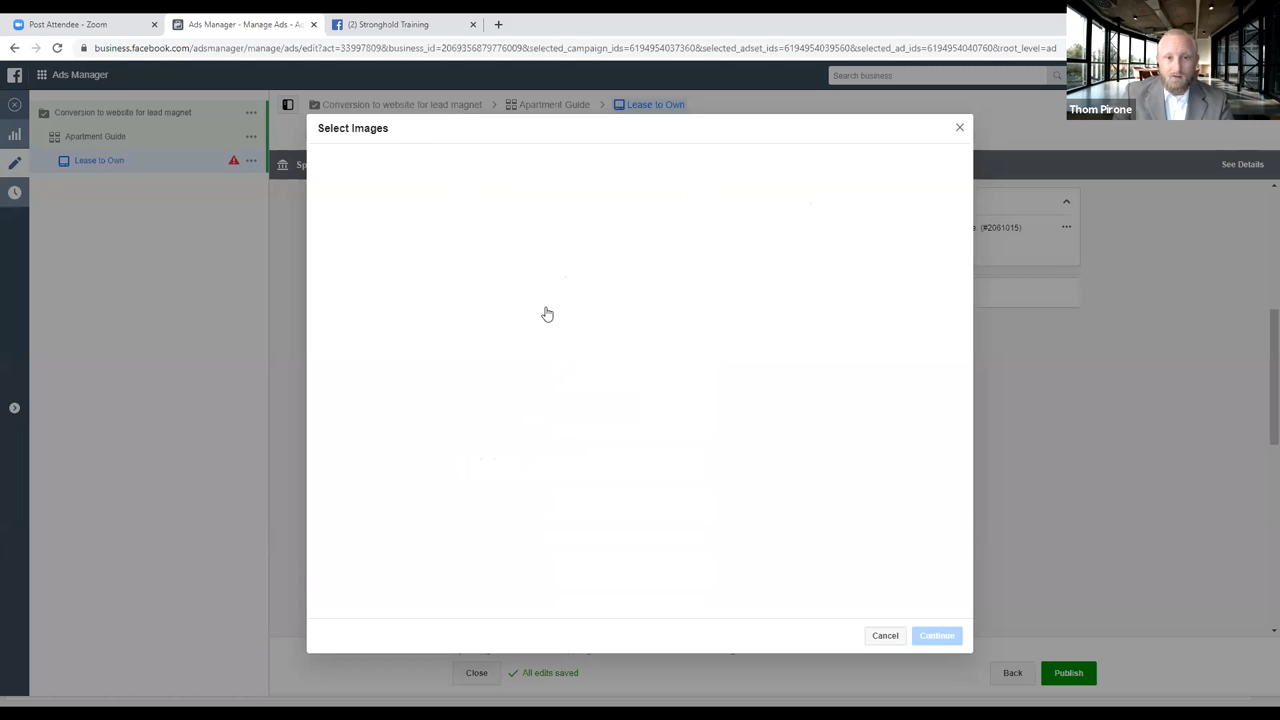 Post Attendee - Zoom
Ads Manager - Manage Ads - Ad
(2) Stronghold Training
business.facebook.com/adsmanager/manage/ads/edit?act=33997809&business_id=2069356879776009&selected_campaign_ids=6194954037360&selected_adset_ids=6194954039560&selected_ad_ids=6194954040760&root_level=ad
Ads Manager
Search business
Thom Pirone
Conversion to website for lead magnet
Apartment Guide
Lease to Own
Conversion to website for lead magnet
Apartment Guide
Lease to Own
Select Images
Sp
See Details
e. (#2061015)
Cancel
Continue
Close
All edits saved
Back
Publish